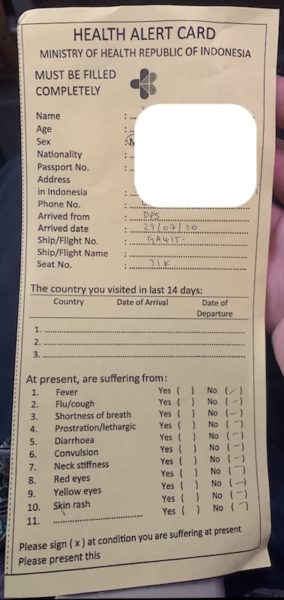 HEALTH ALERT CARD
MINISTRY OF HEALTH REPUBLIC OF INDONESIA
MUST BE FILLED
COMPLETELY
Name :
Age :
Sex :
Nationality :
Passport No. :
Address
in Indonesia :
Phone No. :
Arrived from : DPS
Arrived date : 29/07/20
Ship/Flight No. : GA415
Ship/Flight Name :
Seat No. : 31K
The country you visited in last 14 days:
Country Date of Arrival Date of Departure
1.
2.
3.
At present, are suffering from:
1. Fever Yes ( ) No (✓)
2. Flu/cough Yes ( ) No (✓)
3. Shortness of breath Yes ( ) No (✓)
4. Prostration/lethargic Yes ( ) No (✓)
5. Diarrhoea Yes ( ) No (✓)
6. Convulsion Yes ( ) No (✓)
7. Neck stiffness Yes ( ) No (✓)
8. Red eyes Yes ( ) No (✓)
9. Yellow eyes Yes ( ) No (✓)
10. Skin rash Yes ( ) No (✓)
11. Yes ( ) No (✓)
Please sign ( x ) at condition you are suffering at present
Please present this